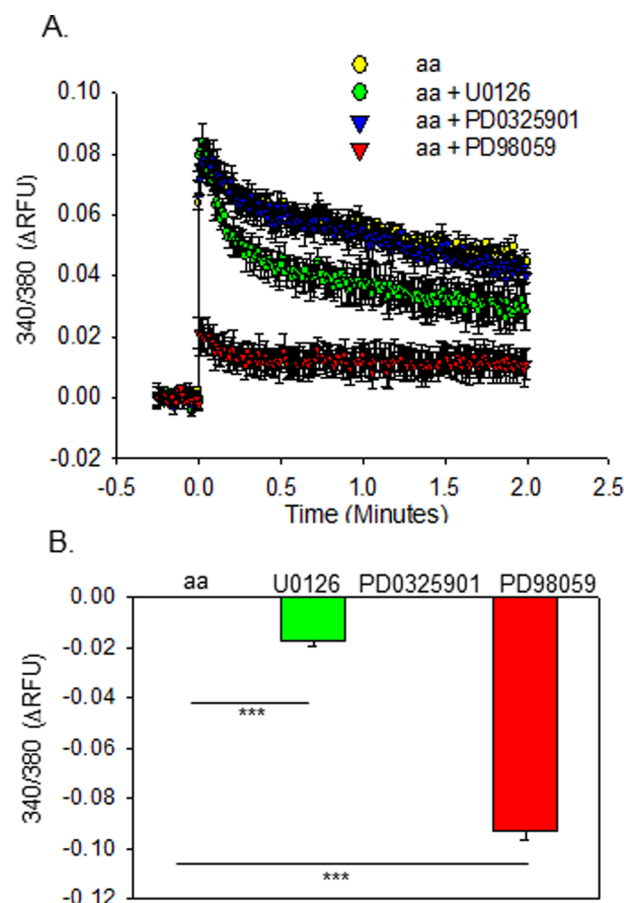 A.
aa
aa + U0126
aa + PD0325901
aa + PD98059
340/380 (ΔRFU)
0.10
0.08
0.06
0.04
0.02
0.00
-0.02
-0.5 0.0 0.5 1.0 1.5 2.0 2.5
Time (Minutes)
B.
aa U0126 PD0325901 PD98059
340/380 (ΔRFU)
0.00
-0.02
-0.04
-0.06
-0.08
-0.10
-0.12
***
***